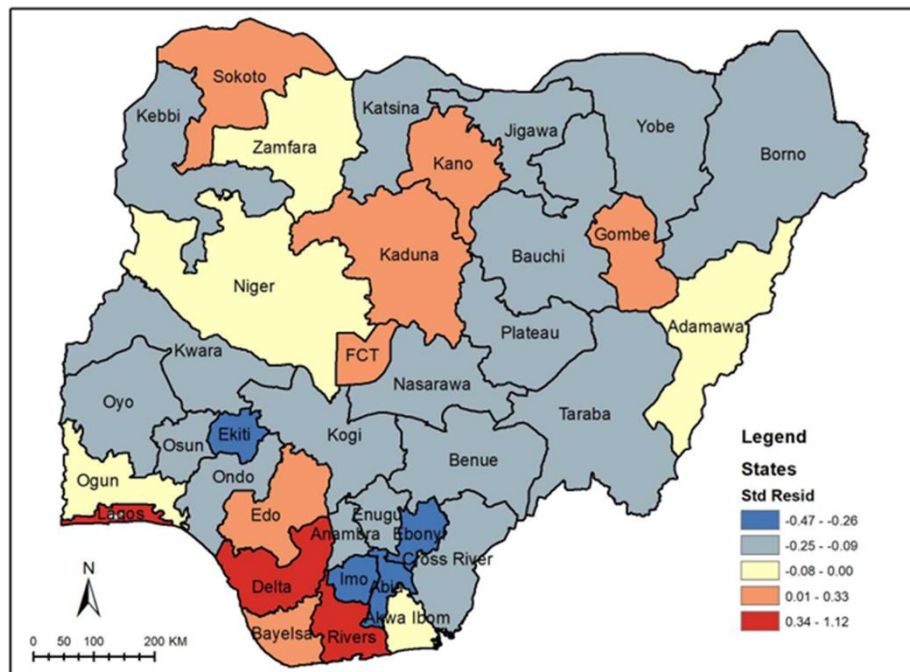 Sokoto
Kebbi
Katsina
Jigawa
Yobe
Borno
Zamfara
Kano
Gombe
Kaduna
Bauchi
Niger
Adamawa
Plateau
FCT
Kwara
Nasarawa
Oyo
Taraba
Osun
Ekiti
Kogi
Benue
Ogun
Ondo
Lagos
Edo
Enugu
Anambra
Ebonyi
Cross River
Imo
Abia
Delta
Akwa Ibom
Bayelsa
Rivers
Legend
States
Std Resid
-0.47 - -0.26
-0.25 - -0.09
-0.08 - 0.00
0.01 - 0.33
0.34 - 1.12
N
0 50 100 200 KM